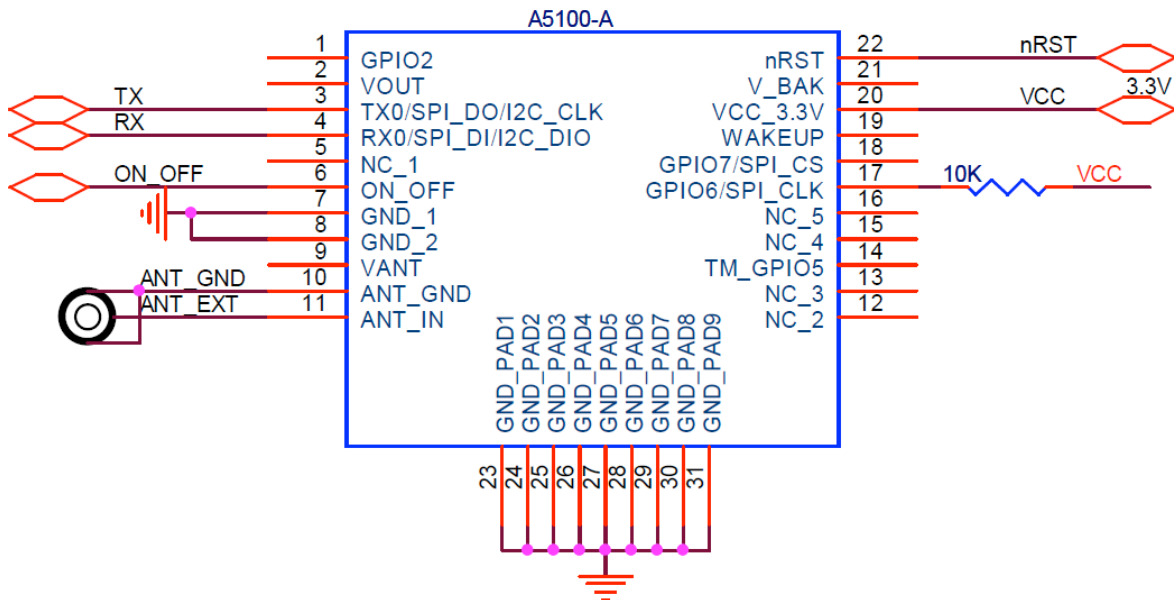 A5100-A
1 GPIO2
2 VOUT
TX 3 TX0/SPI_DO/I2C_CLK
RX 4 RX0/SPI_DI/I2C_DIO
5 NC_1
ON_OFF 6 ON_OFF
7 GND_1
8 GND_2
9 VANT
ANT_GND 10 ANT_GND
ANT_EXT 11 ANT_IN
nRST 22 nRST
V_BAK 21
VCC_3.3V 20 VCC 3.3V
WAKEUP 19
GPIO7/SPI_CS 18
GPIO6/SPI_CLK 17 10K VCC
NC_5 16
NC_4 15
TM_GPIO5 14
NC_3 13
NC_2 12
GND_PAD1 23
GND_PAD2 24
GND_PAD3 25
GND_PAD4 26
GND_PAD5 27
GND_PAD6 28
GND_PAD7 29
GND_PAD8 30
GND_PAD9 31